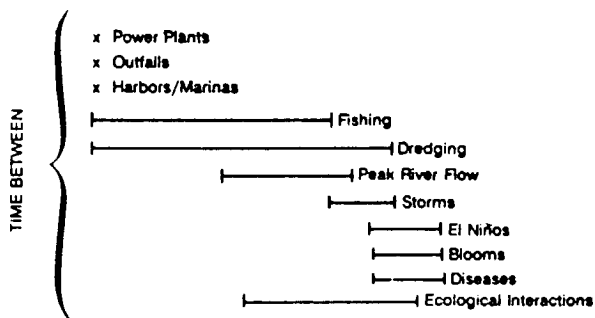 TIME BETWEEN
x Power Plants
x Outfalls
x Harbors/Marinas
Fishing
Dredging
Peak River Flow
Storms
El Niños
Blooms
Diseases
Ecological Interactions